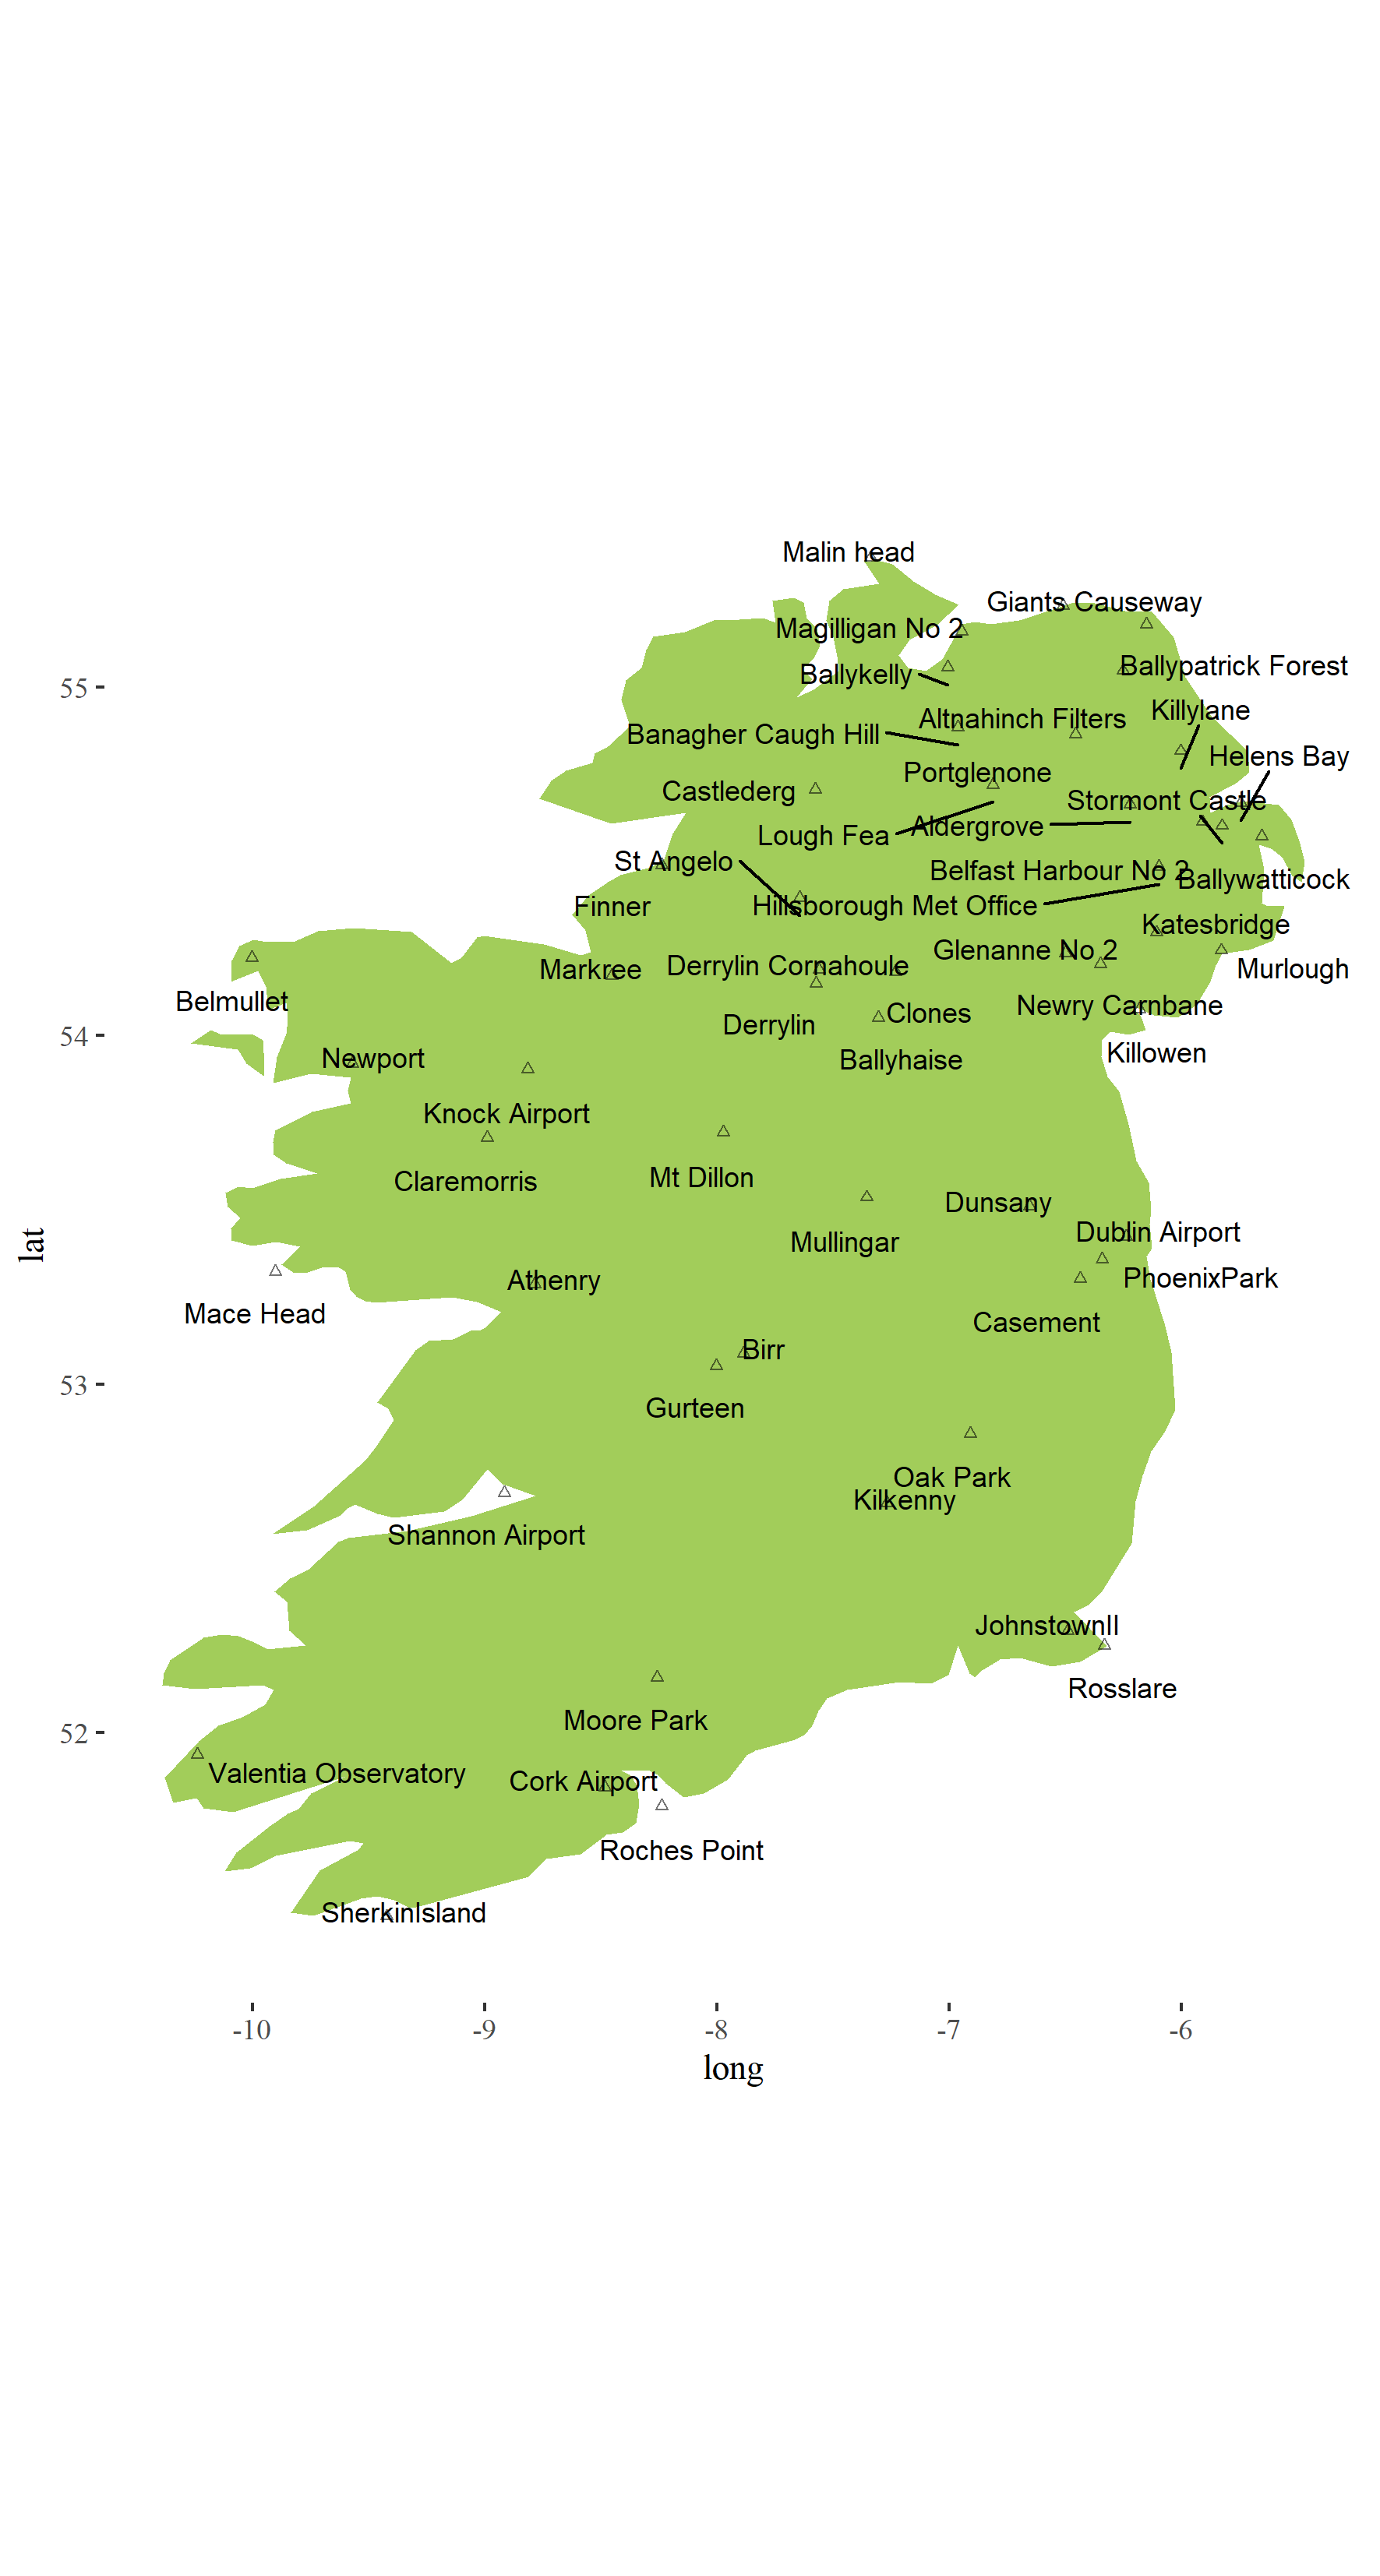 Malin head
Giants Causeway
Magilligan No 2
Ballypatrick Forest
Ballykelly
55
Killylane
Altnahinch Filters
Banagher Caugh Hill
Helens Bay
Portglenone
Castlederg
Stormont Castle
Aldergrove
Lough Fea
St Angelo
Belfast Harbour No 2
Ballywatticock
Finner
Hillsborough Met Office
Katesbridge
Glenanne No 2
Derrylin Cornahoule
Markree
Murlough
Belmullet
Newry Carnbane
Clones
Derrylin
54
Killowen
Newport
Ballyhaise
Knock Airport
Mt Dillon
Claremorris
Dunsany
Dublin Airport
Mullingar
lat
PhoenixPark
Athenry
Mace Head
Casement
Birr
53
Gurteen
Oak Park
Kilkenny
Shannon Airport
JohnstownII
Rosslare
Moore Park
52
Valentia Observatory
Cork Airport
Roches Point
SherkinIsland
-10 -9 -8 -7 -6
long